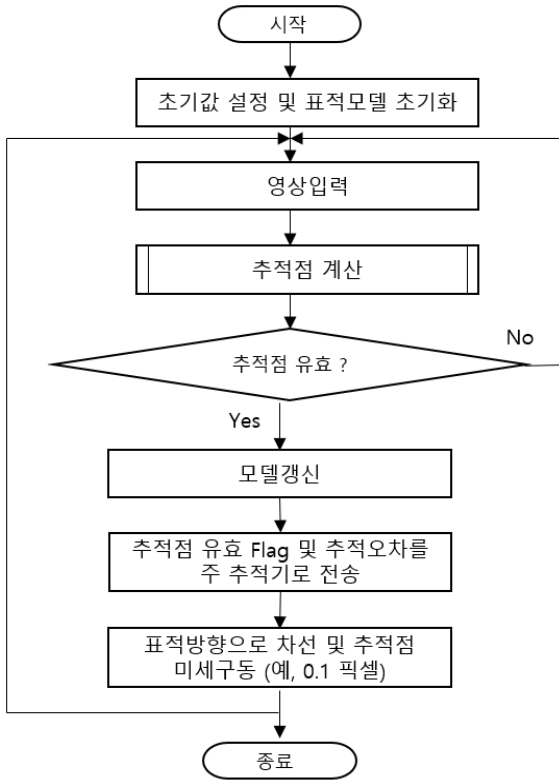 시작
초기값 설정 및 표적모델 초기화
영상입력
추적점 계산
추적점 유효 ?
No
Yes
모델갱신
추적점 유효 Flag 및 추적오차를
주 추적기로 전송
표적방향으로 차선 및 추적점
미세구동 (예, 0.1 픽셀)
종료